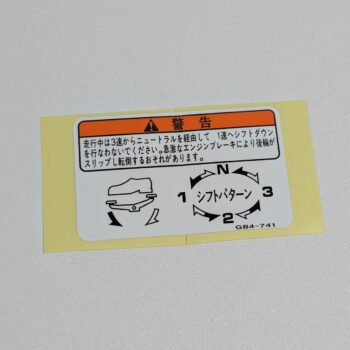 警告
走行中は3速からニュートラルを経由して 1速へシフトダウン
を行なわないでください。急激なエンジンブレーキにより後輪が
スリップし転倒するおそれがあります。
N
1 シフトパターン 3
2
GB4-741